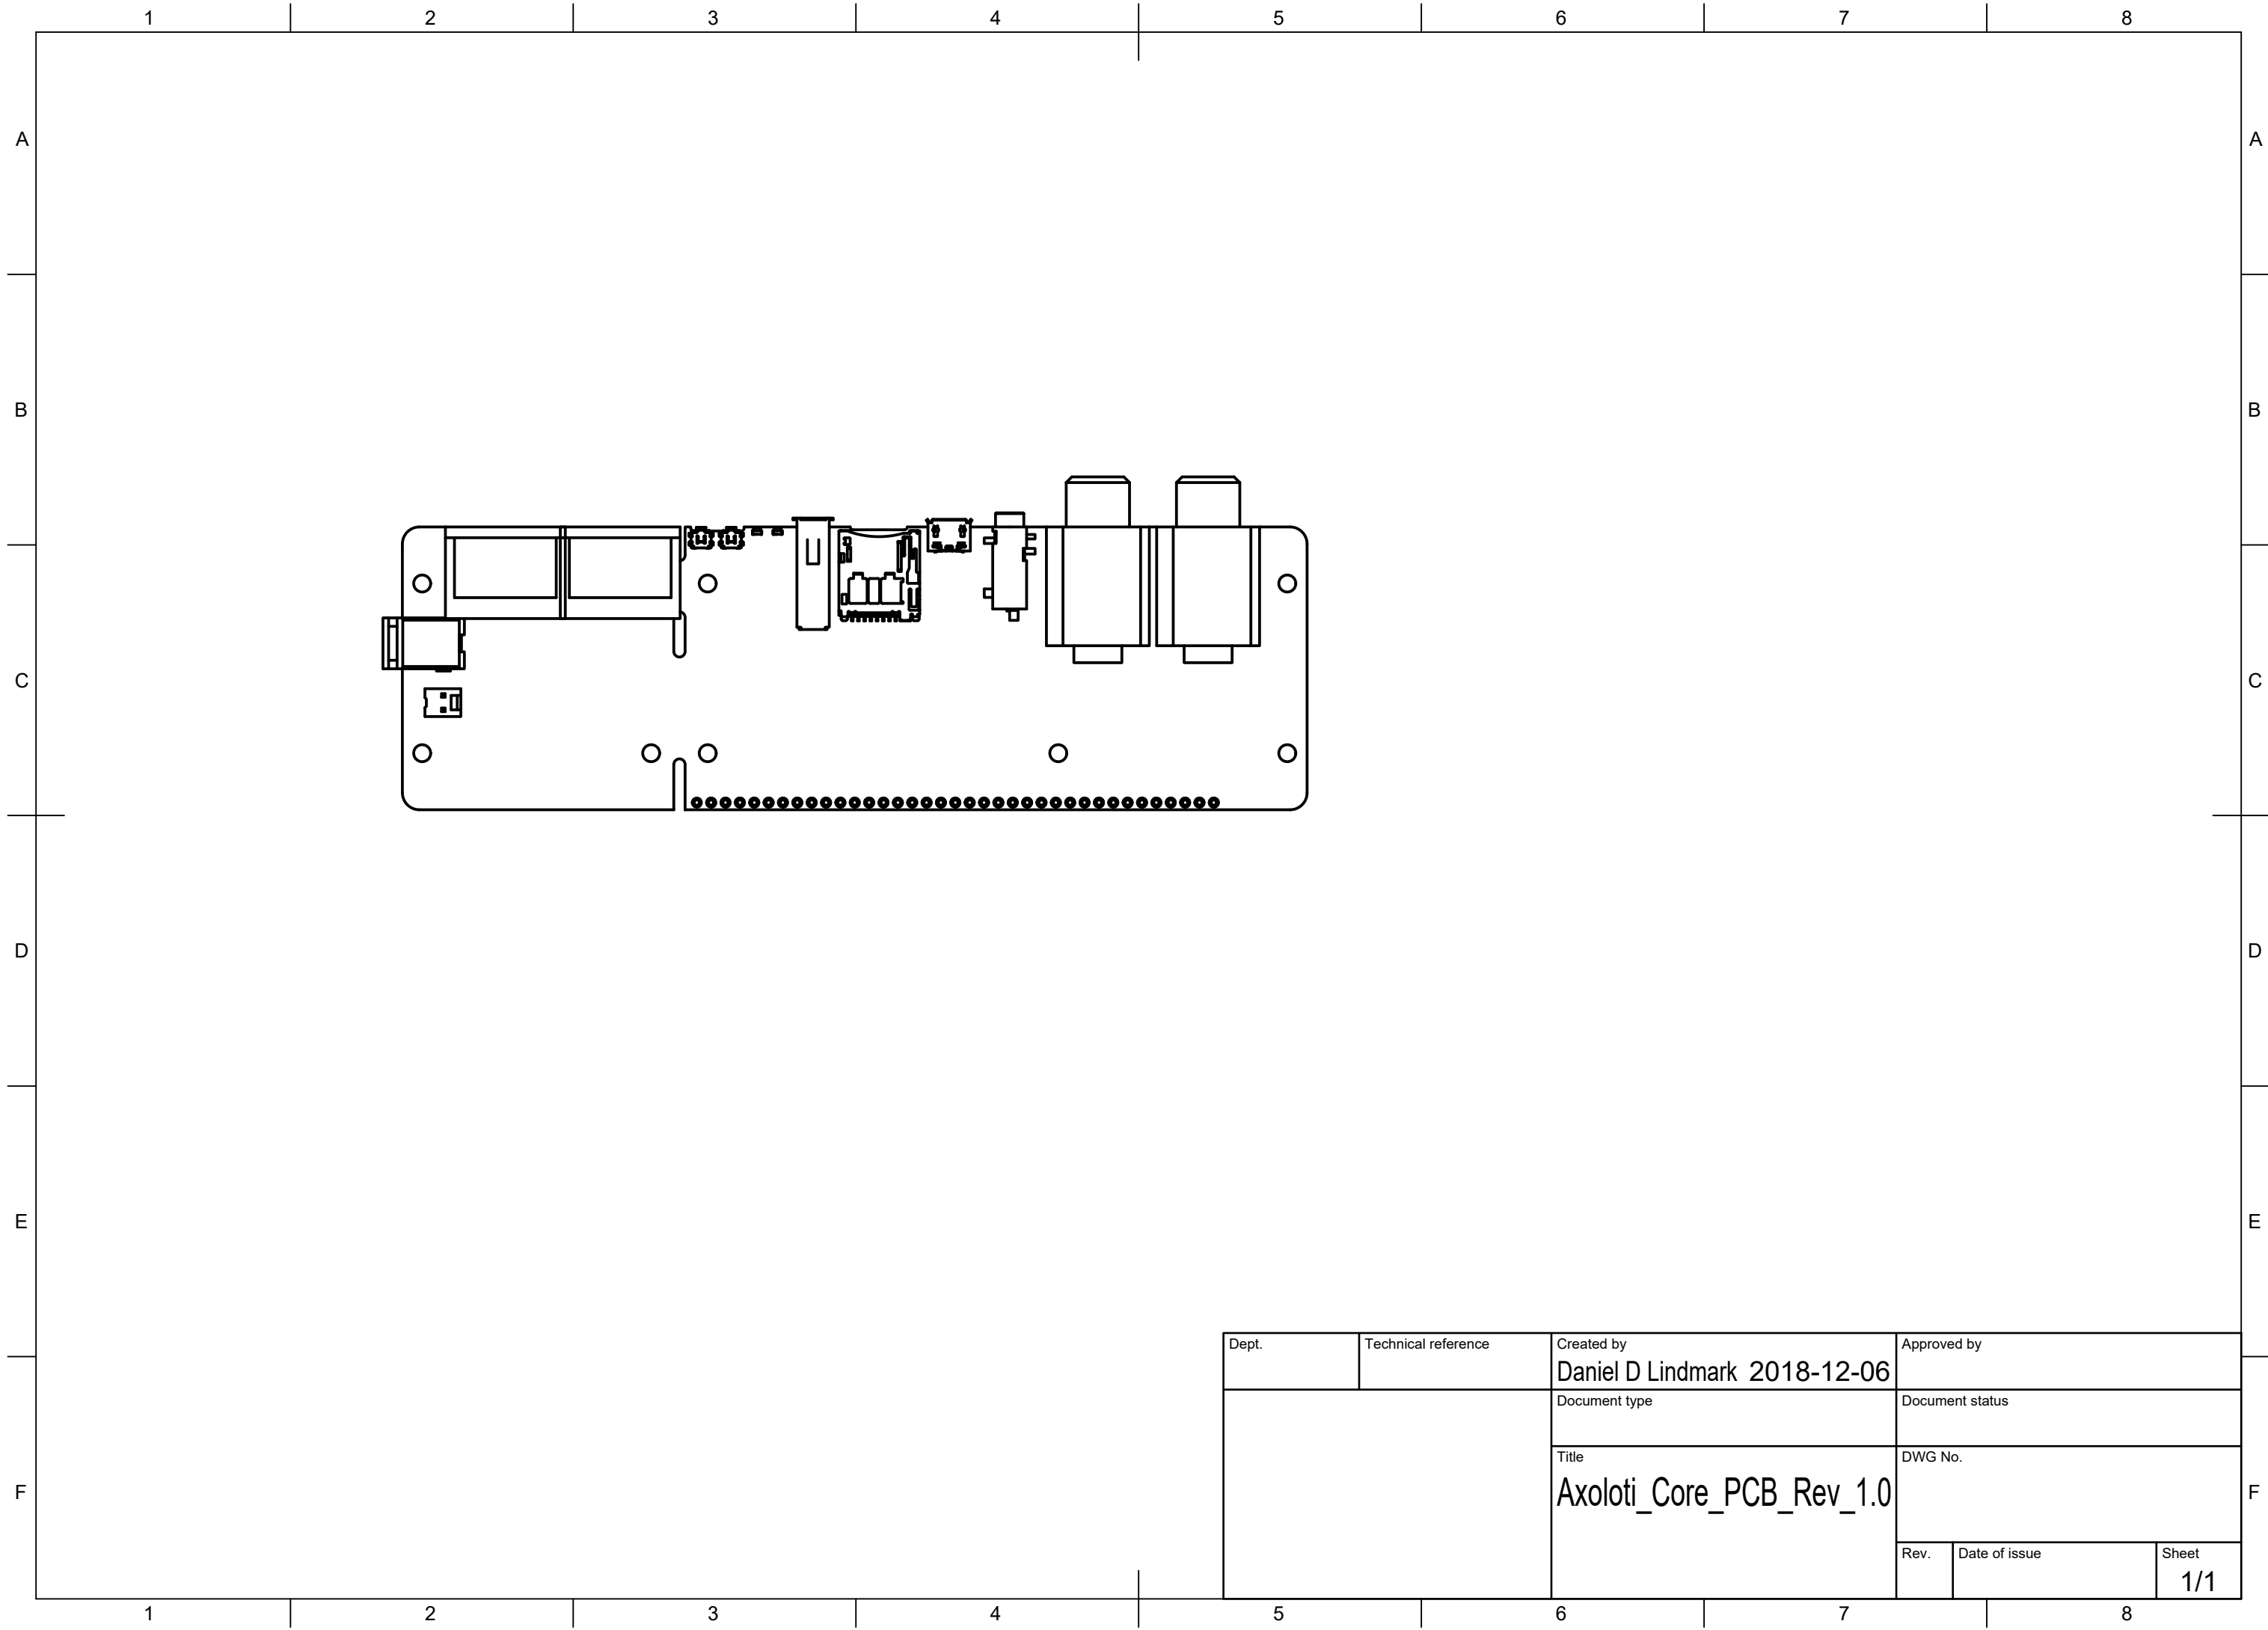 1 2 3 4 5 6 7 8
A A
B B
C C
D D
E E
F F
Dept. Technical reference Created by Approved by
Daniel D Lindmark 2018-12-06
Document type Document status
Title DWG No.
Axoloti_Core_PCB_Rev_1.0
Rev. Date of issue Sheet
1/1
1 2 3 4 5 6 7 8